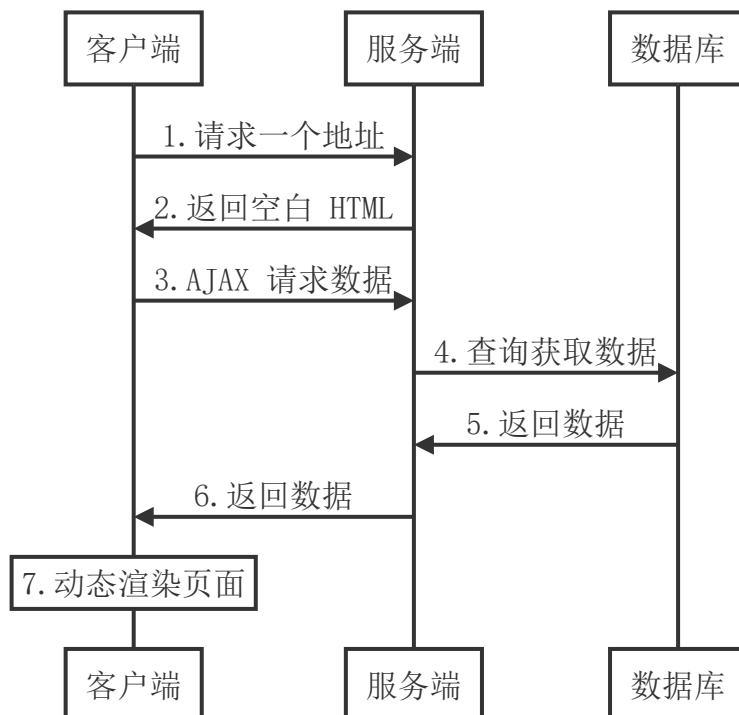 客户端
服务端
数据库
1.请求一个地址
2.返回空白 HTML
3.AJAX 请求数据
4.查询获取数据
5.返回数据
6.返回数据
7.动态渲染页面
客户端
服务端
数据库